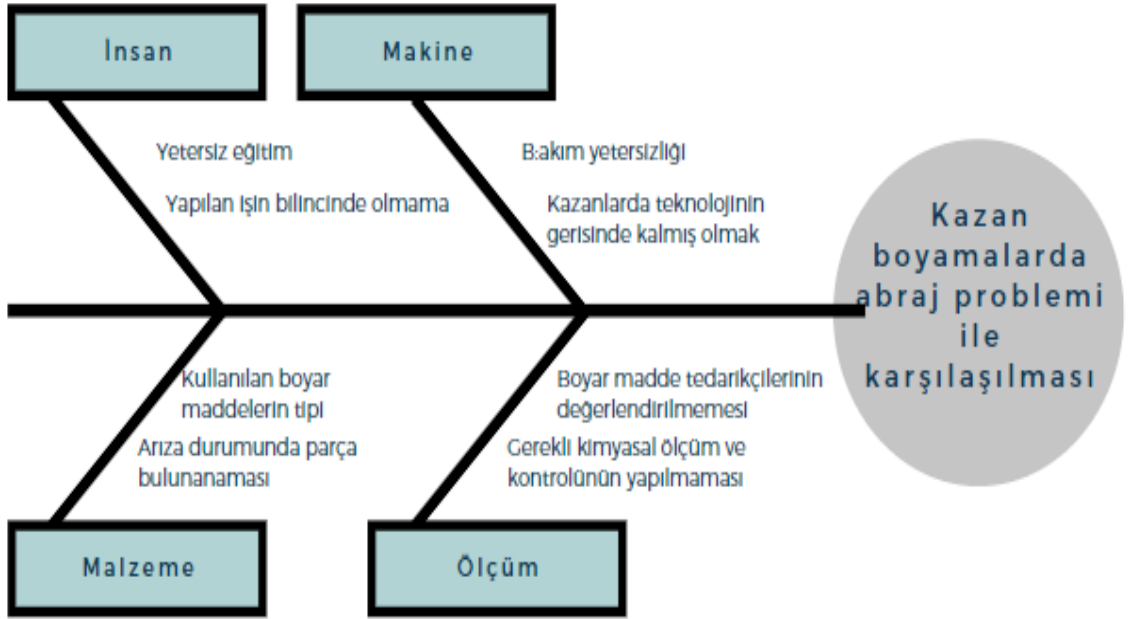 İnsan
Makine
Yetersiz eğitim
Yapılan işin bilincinde olmama
B:akım yetersizliği
Kazanlarda teknolojinin
gerisinde kalmış olmak
Kazan
boyamalarda
abraj problemi
ile
karşılaşılması
Kullanılan boyar
maddelerin tipi
Arıza durumunda parça
bulunanaması
Boyar madde tedarikçilerinin
değerlendirilmemesi
Gerekli kimyasal ölçüm ve
kontrolünün yapılmaması
Malzeme
Ölçüm